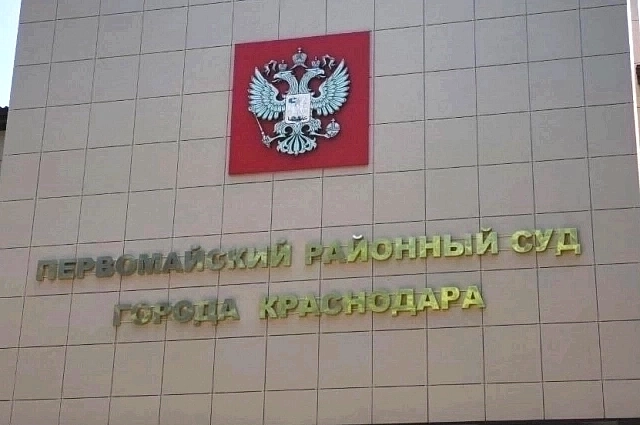 ПЕРВОМАЙСКИЙ РАЙОННЫЙ СУД
ГОРОДА КРАСНОДАРА